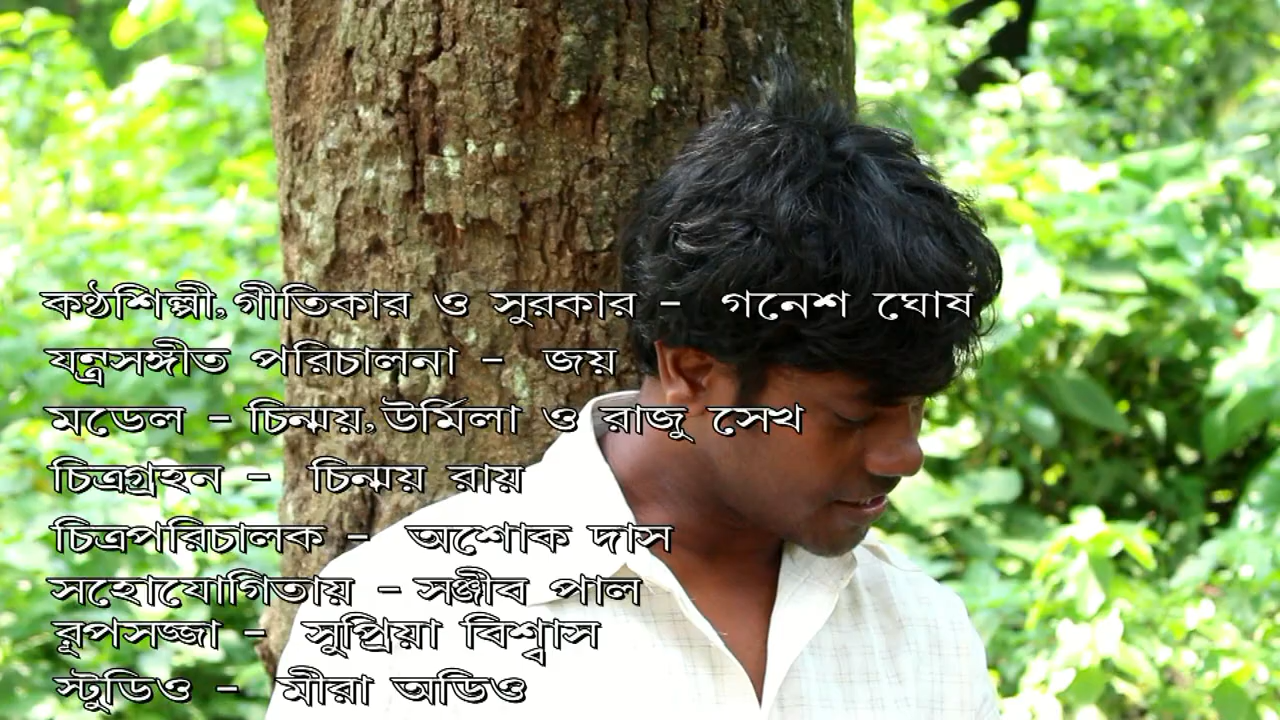 কণ্ঠশিল্পী, গীতিকার ও সুরকার - গনেশ ঘোষ
যন্ত্রসঙ্গীত পরিচালনা - জয়
মডেল - চিন্ময়, উর্মিলা ও রাজু সেখ
চিত্রগ্রহন - চিন্ময় রায়
চিত্রপরিচালক - অশোক দাস
সহোযোগিতায় - সঞ্জীব পাল
রূপসজ্জা - সুপ্রিয়া বিশ্বাস
স্টুডিও - মীরা অডিও